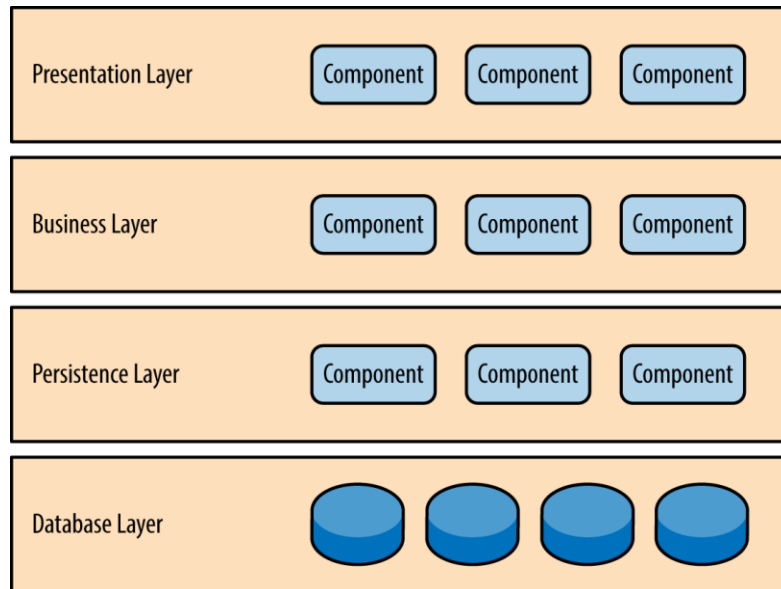 Presentation Layer Component Component Component
Business Layer Component Component Component
Persistence Layer Component Component Component
Database Layer